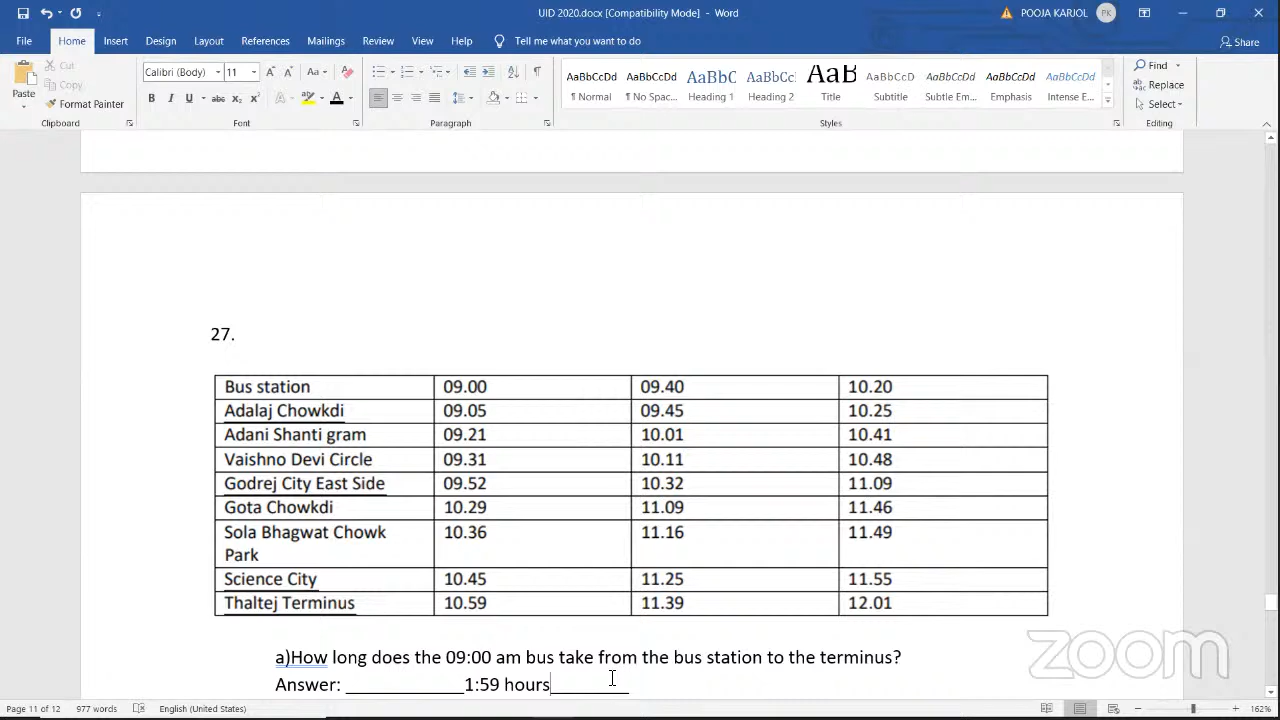 UID 2020.docx [Compatibility Mode] - Word
POOJA KARJOL PK
File Home Insert Design Layout References Mailings Review View Help Tell me what you want to do Share
Paste Cut Copy Format Painter
Calibri (Body) 11
AaBbCcDd AaBbCcDd AaBbC AaBbCc AaB AaBbCcDd AaBbCcDd AaBbCcDd AaBbCcDd
¶ Normal ¶ No Spac... Heading 1 Heading 2 Title Subtitle Subtle Em... Emphasis Intense E...
Find Replace Select
Clipboard Font Paragraph Styles Editing
27.
Bus station 09.00 09.40 10.20
Adalaj Chowkdi 09.05 09.45 10.25
Adani Shanti gram 09.21 10.01 10.41
Vaishno Devi Circle 09.31 10.11 10.48
Godrej City East Side 09.52 10.32 11.09
Gota Chowkdi 10.29 11.09 11.46
Sola Bhagwat Chowk 10.36 11.16 11.49
Park
Science City 10.45 11.25 11.55
Thaltej Terminus 10.59 11.39 12.01
zoom
a)How long does the 09:00 am bus take from the bus station to the terminus?
Answer: _____________1:59 hours_________
Page 11 of 12 977 words English (United States) 162%